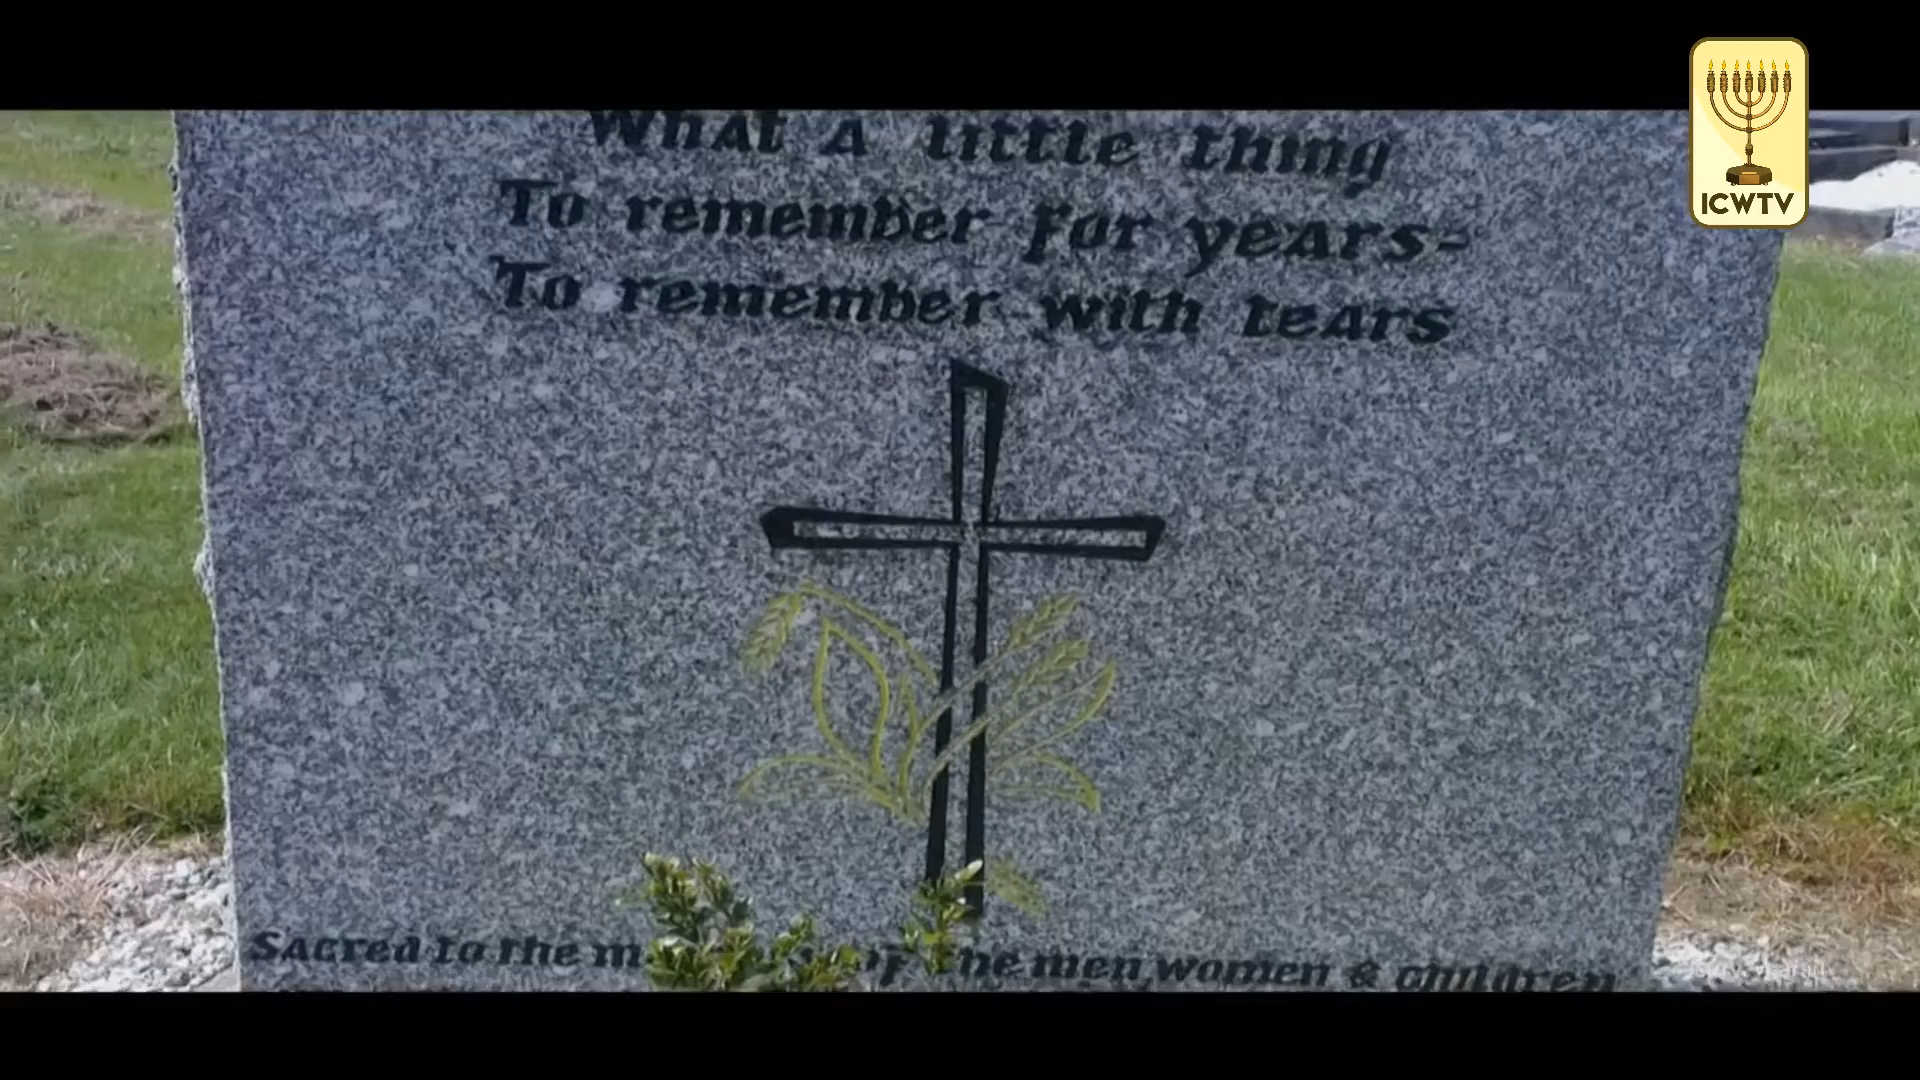 What a little thing
To remember for years-
To remember with tears
Sacred to the of the men women & children
ICWTV